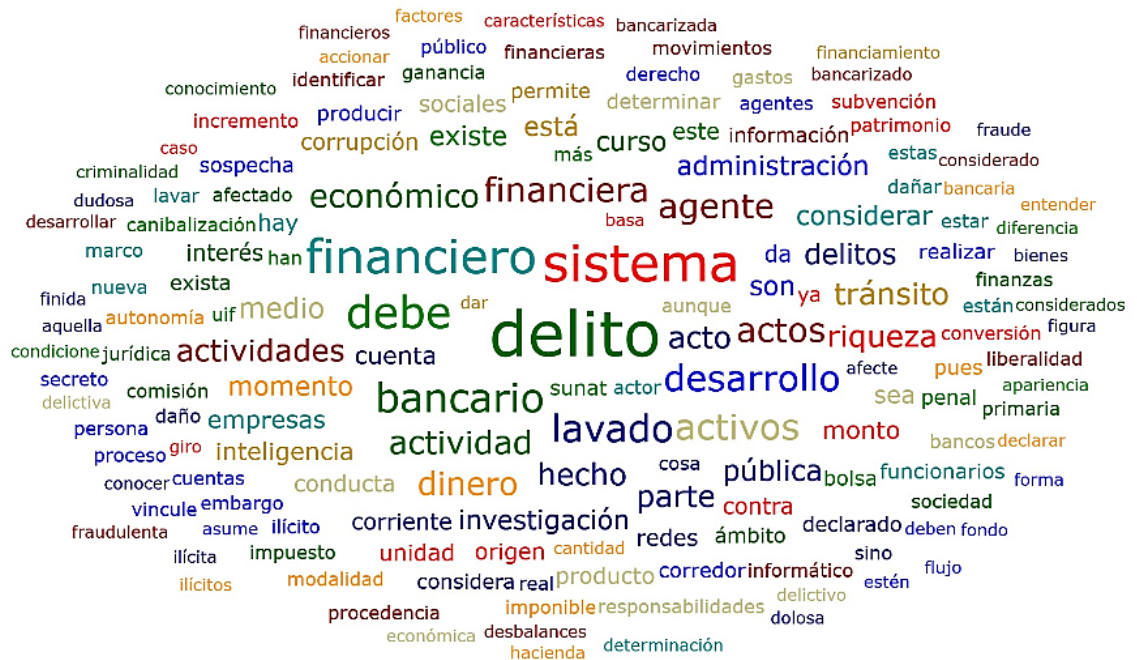 factores características bancarizada
financieros accionar público financieras movimientos financiamiento
conocimiento identificar ganancia permite derecho gastos bancarizado
incremento producir sociales determinar agentes subvención
caso corrupción existe está más curso este información patrimonio fraude
criminalidad sospecha administración estas considerado
dudosa lavar afectado económico financiera agente dañar bancaria entender
desarrollar canibalización hay basa considerar estar diferencia
marco interés han financiero sistema da delitos realizar bienes
nueva exista son ya tránsito finanzas
finida autonomía uif medio debe dar aunque están considerados
aquella delito acto actos riqueza conversión figura
condicione jurídica actividades cuenta afecte pues liberalidad
secreto comisión momento bancario sunat actor desarrollo sea penal apariencia
delictiva daño empresas lavado activos monto primaria
persona giro inteligencia actividad bancos declarar
proceso cuentas conducta dinero hecho cosa pública bolsa funcionarios forma
conocer embargo parte contra sociedad
vincule asume ilícito corriente investigación redes ámbito declarado deben fondo
fraudulenta
ilícita impuesto unidad origen cantidad sino
ilícitos modalidad considera real producto corredor informático estén flujo
procedencia imponible responsabilidades delictivo
económica desbalances dolosa
hacienda determinación